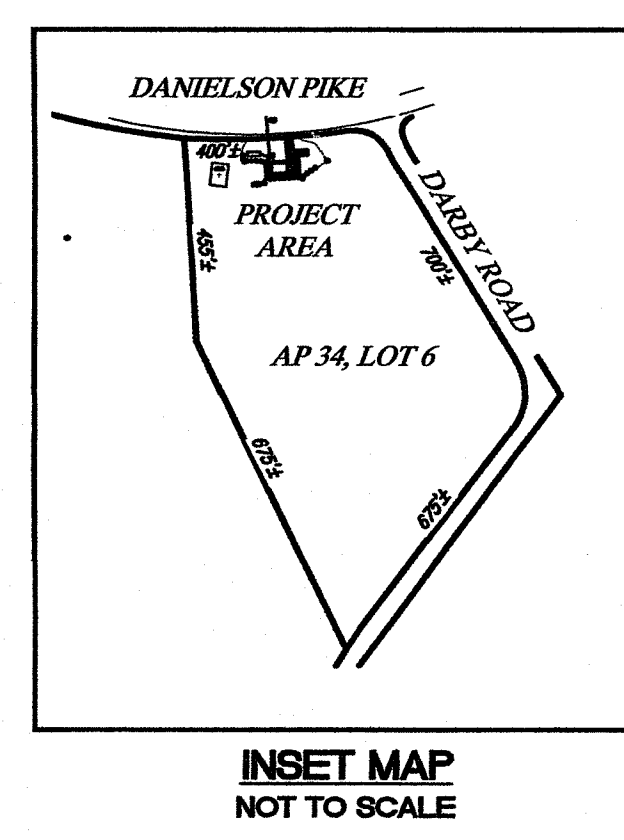 DANIELSON PIKE
400'±
PROJECT
AREA
455'±
DARBY ROAD
700'±
AP 34, LOT 6
675'±
675'±
INSET MAP
NOT TO SCALE